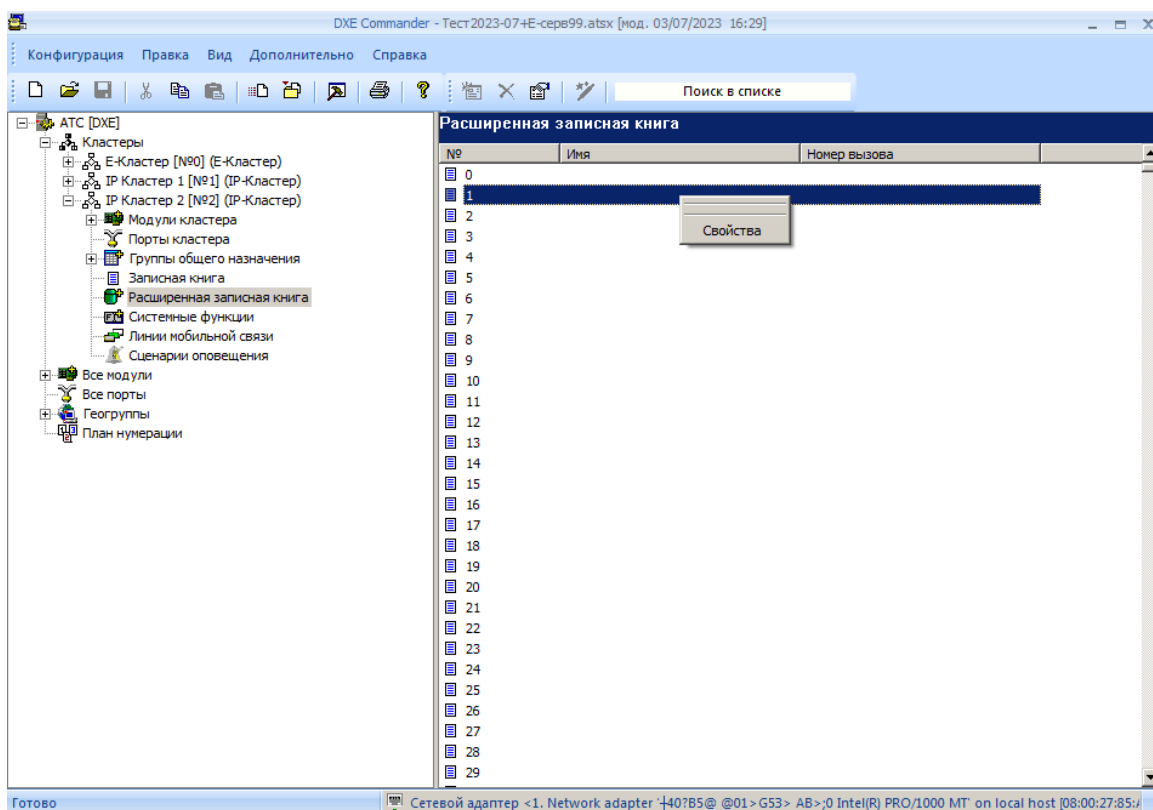 DXE Commander - Тест2023-07+Е-серв99.atsx [мод. 03/07/2023 16:29]
Конфигурация Правка Вид Дополнительно Справка
Поиск в списке
АТС [DXE]
Кластеры
Е-Кластер [№0] (Е-Кластер)
IP Кластер 1 [№1] (IP-Кластер)
IP Кластер 2 [№2] (IP-Кластер)
Модули кластера
Порты кластера
Группы общего назначения
Записная книга
Расширенная записная книга
Системные функции
Линии мобильной связи
Сценарии оповещения
Все модули
Все порты
Геогруппы
План нумерации
Расширенная записная книга
№ Имя Номер вызова
0
1
Свойства
2
3
4
5
6
7
8
9
10
11
12
13
14
15
16
17
18
19
20
21
22
23
24
25
26
27
28
29
Готово
Сетевой адаптер <1. Network adapter '┤40?B5@ @01>G53> AB>;0 Intel(R) PRO/1000 MT' on local host [08:00:27:85: